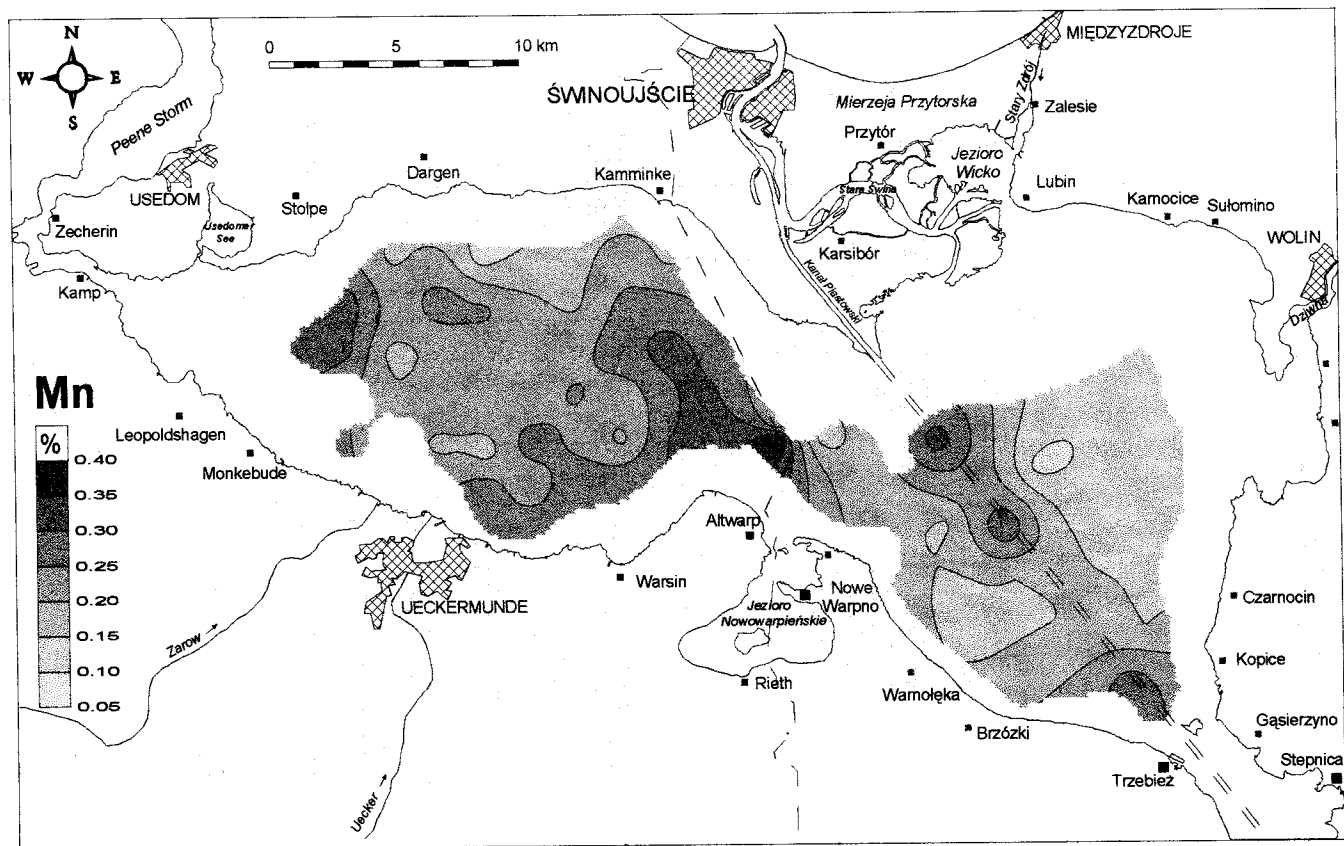 N
W E
S
0 5 10 km
MIĘDZYZDROJE
ŚWINOUJŚCIE
Stary Zdrój
Peene Storm
Mierzeja Przytorska
Zalesie
Przytór
Jezioro
Wicko
Dargen
Kamminke
USEDOM
Stolpe
Stara Świna
Lubin
Karnocice
Sułomino
Zecherin
Usedomer
See
Karsibór
WOLIN
Kamp
Kanał Piastowski
Dziwna
Mn
%
0.40
0.35
0.30
0.25
0.20
0.15
0.10
0.05
Leopoldshagen
Monkebude
Altwarp
Warsin
Nowe
Warpno
UECKERMUNDE
Jezioro
Nowowarpieńskie
Czarnocin
Zarow
Kopice
Rieth
Warnołęka
Brzózki
Gąsierzyno
Stepnica
Trzebież
Uecker